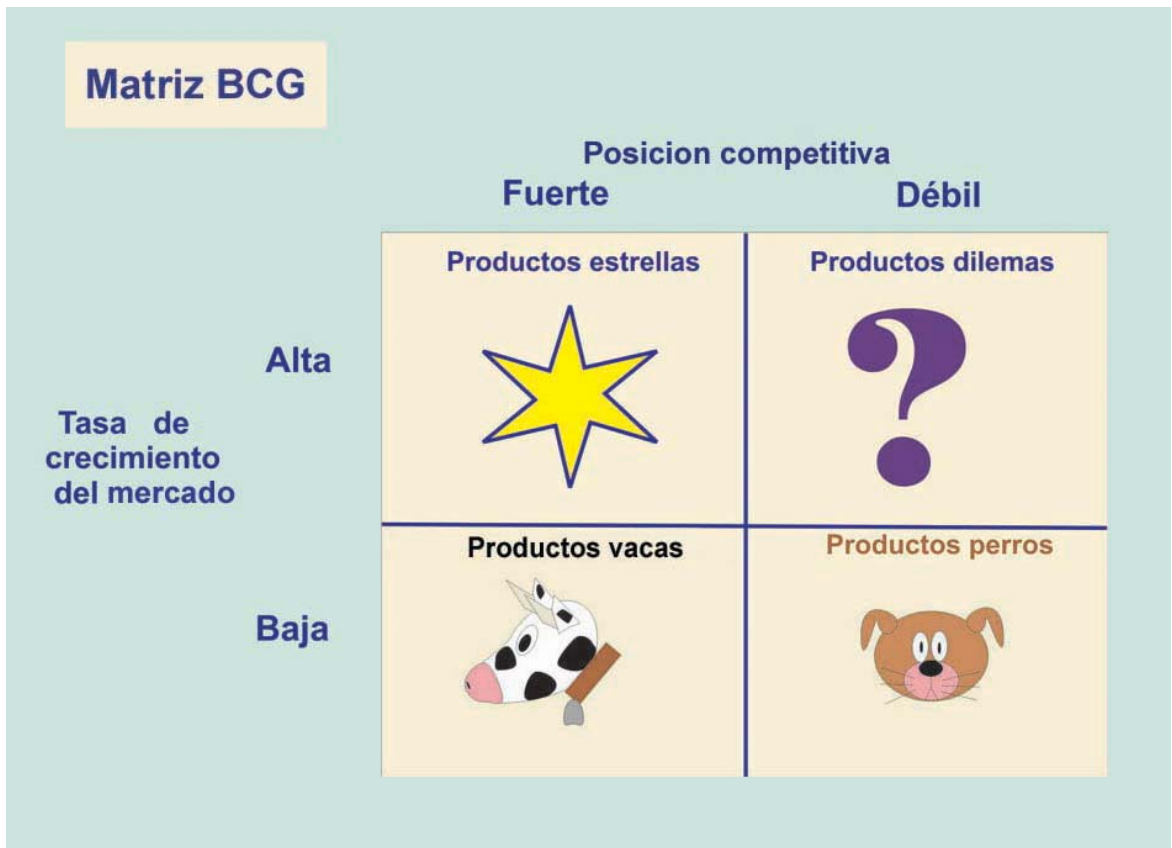 Matriz BCG
Posicion competitiva
Fuerte
Débil
Productos estrellas
Productos dilemas
?
Alta
Tasa de
crecimiento
del mercado
Productos vacas
Productos perros
Baja